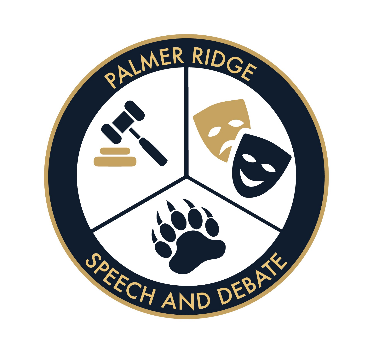 PALMER RIDGE
SPEECH AND DEBATE